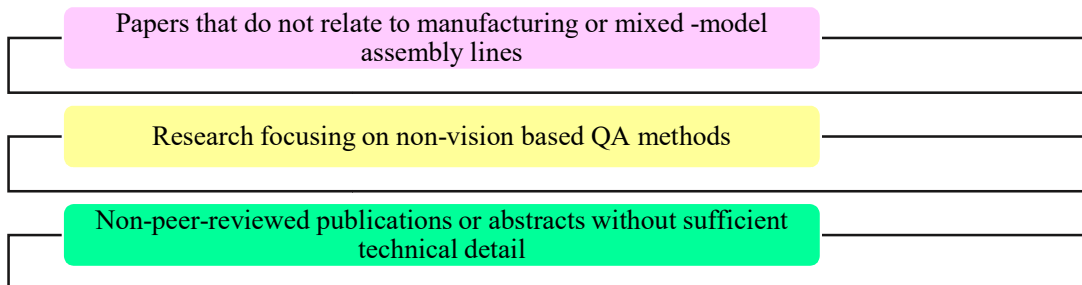 Papers that do not relate to manufacturing or mixed -model
assembly lines
Research focusing on non-vision based QA methods
Non-peer-reviewed publications or abstracts without sufficient
technical detail